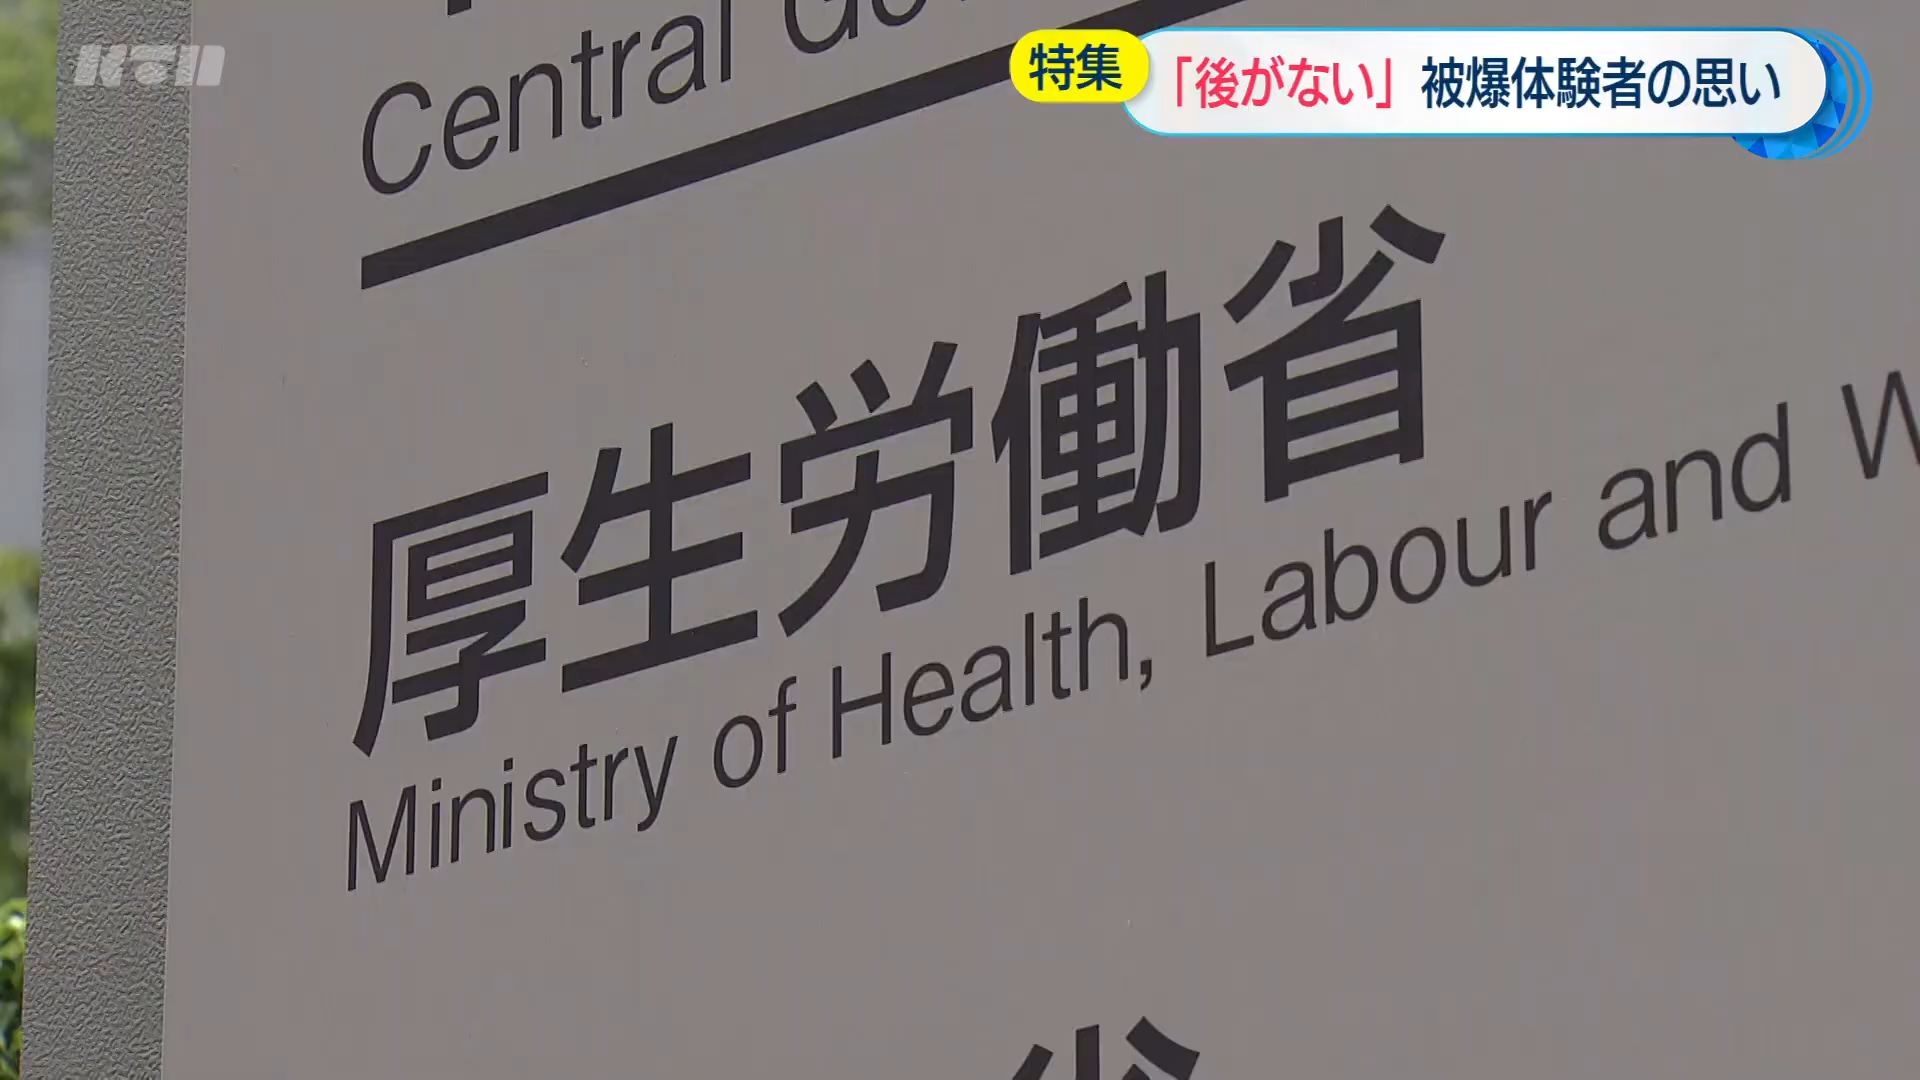 Central
特集
「後がない」 被爆体験者の思い
厚生労働省
Ministry of Health, Labour and
省